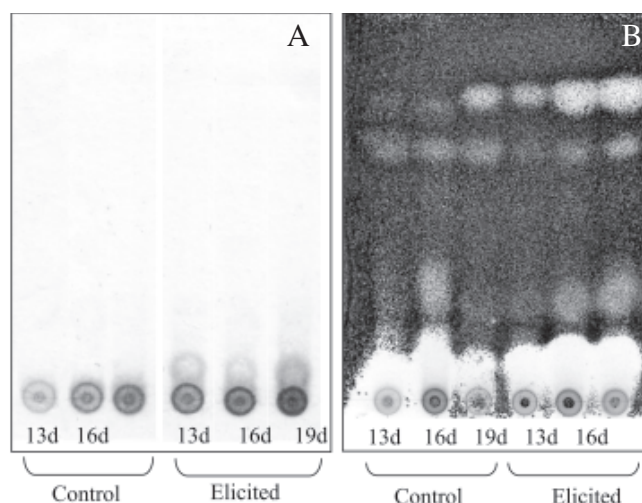 A
B
13d 16d 13d 16d 19d
13d 16d 19d 13d 16d
Control Elicited
Control Elicited